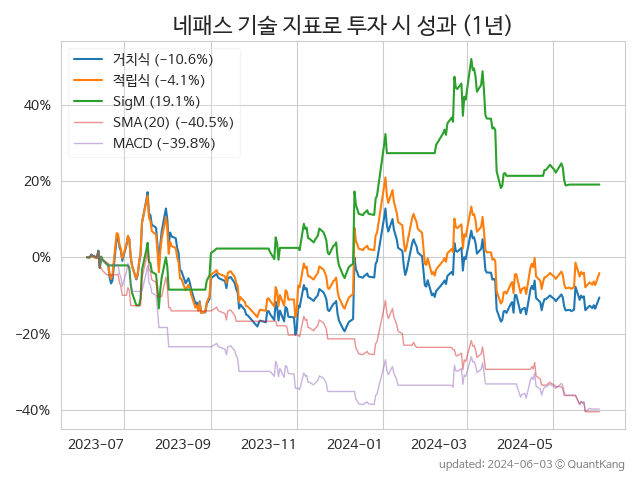 네패스 기술 지표로 투자 시 성과 (1년)
거치식 (−10.6%)
적립식 (−4.1%)
SigM (19.1%)
SMA(20) (−40.5%)
MACD (−39.8%)
40%
20%
0%
−20%
−40%
2023−07 2023−09 2023−11 2024−01 2024−03 2024−05
updated: 2024-06-03 © QuantKang